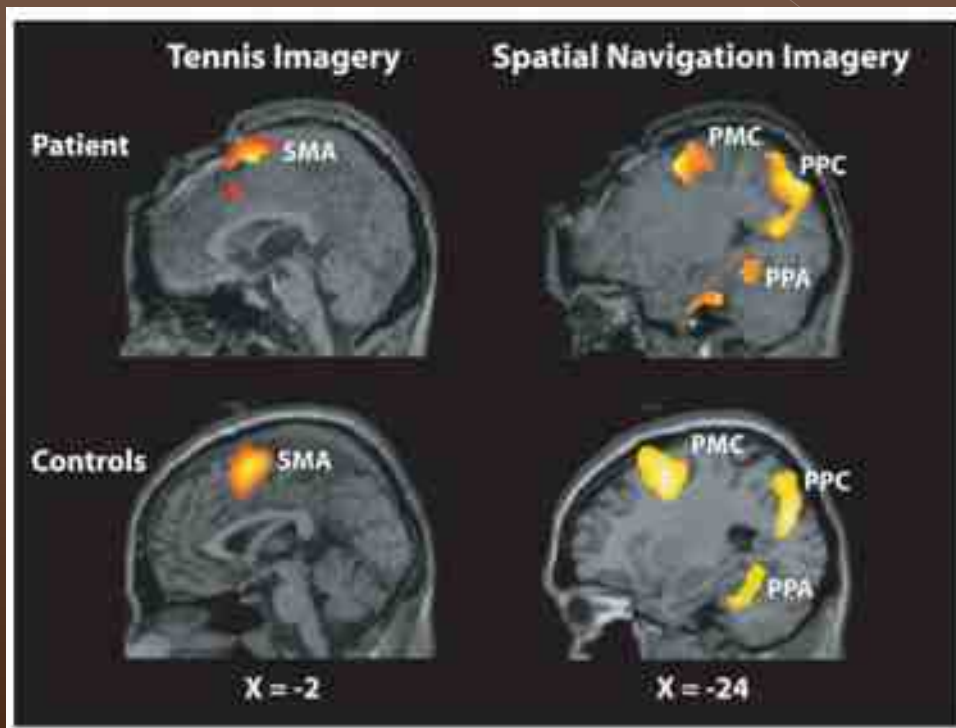 Tennis Imagery
Spatial Navigation Imagery
Patient
SMA
PMC
PPC
PPA
Controls
SMA
PMC
PPC
PPA
X = -2
X = -24